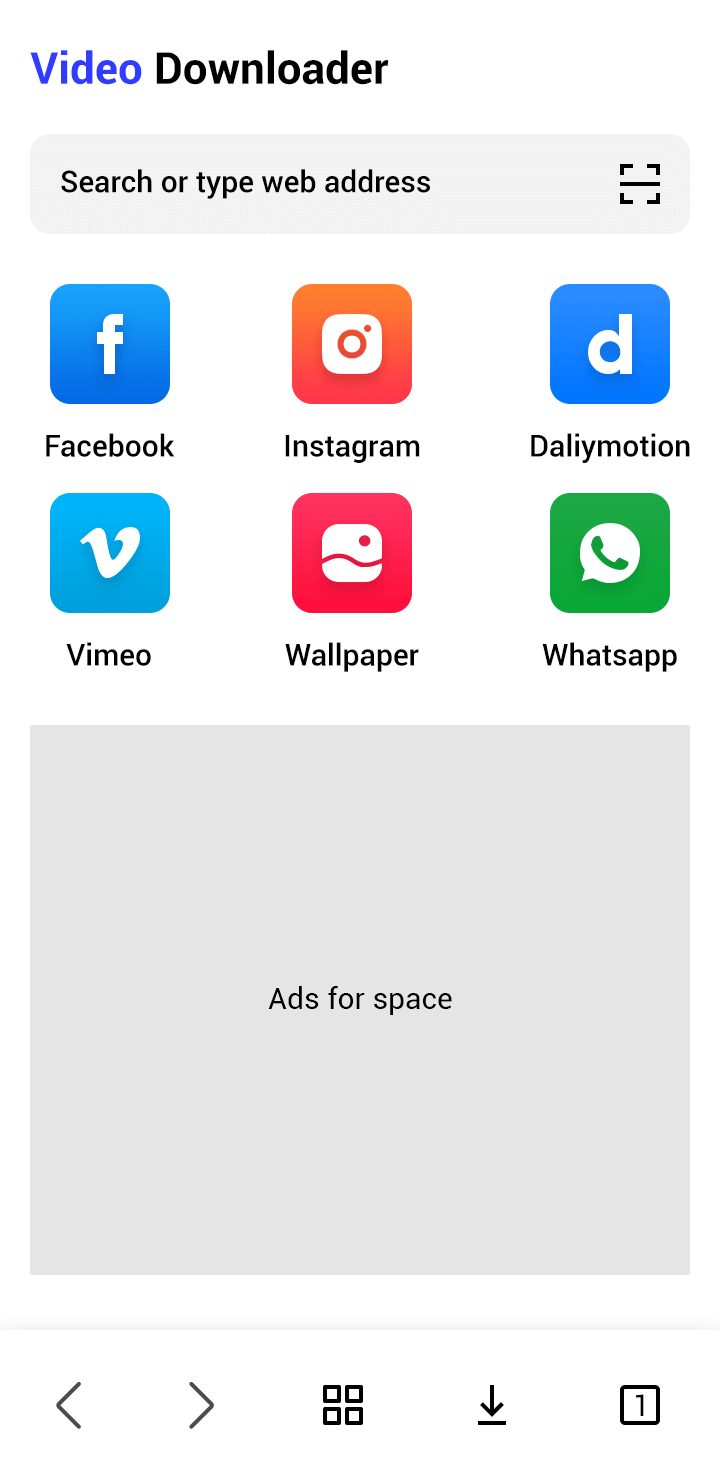 Video Downloader
Search or type web address
Facebook
Instagram
Daliymotion
Vimeo
Wallpaper
Whatsapp
Ads for space
1